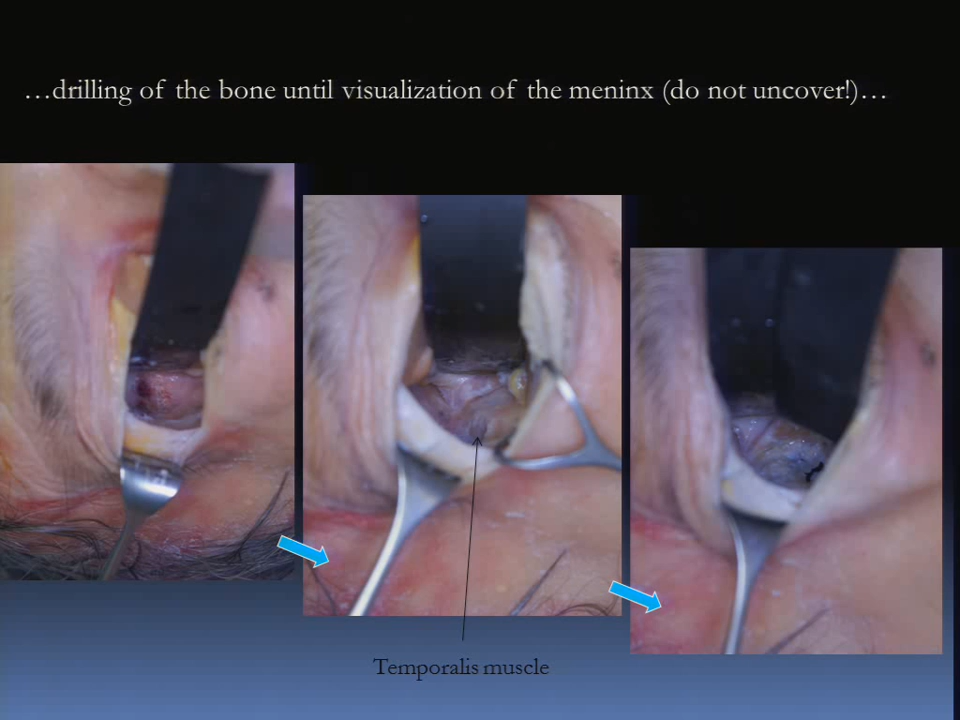 …drilling of the bone until visualization of the meninx (do not uncover!)…
Temporalis muscle